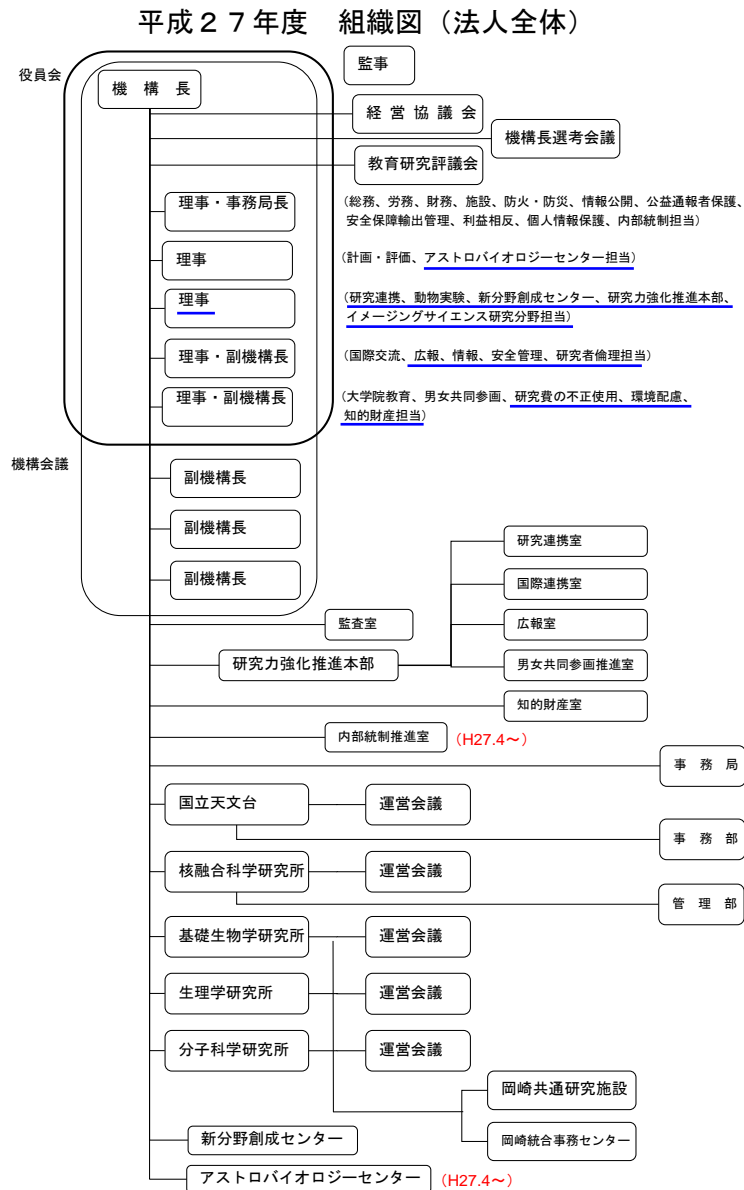 平成２７年度　組織図（法人全体）
役員会
監事
機　構　長
経 営 協 議 会
機構長選考会議
教育研究評議会
理事・事務局長
（総務、労務、財務、施設、防火・防災、情報公開、公益通報者保護、
安全保障輸出管理、利益相反、個人情報保護、内部統制担当）
理事
（計画・評価、アストロバイオロジーセンター担当）
理事
（研究連携、動物実験、新分野創成センター、研究力強化推進本部、
イメージングサイエンス研究分野担当）
理事・副機構長
（国際交流、広報、情報、安全管理、研究者倫理担当）
理事・副機構長
（大学院教育、男女共同参画、研究費の不正使用、環境配慮、
知的財産担当）
機構会議
副機構長
副機構長
副機構長
研究連携室
国際連携室
監査室
広報室
研究力強化推進本部
男女共同参画推進室
知的財産室
内部統制推進室
（H27.4～）
事　務　局
国立天文台
運営会議
事　務　部
核融合科学研究所
運営会議
管　理　部
基礎生物学研究所
運営会議
生理学研究所
運営会議
分子科学研究所
運営会議
岡崎共通研究施設
新分野創成センター
岡崎統合事務センター
アストロバイオロジーセンター
（H27.4～）